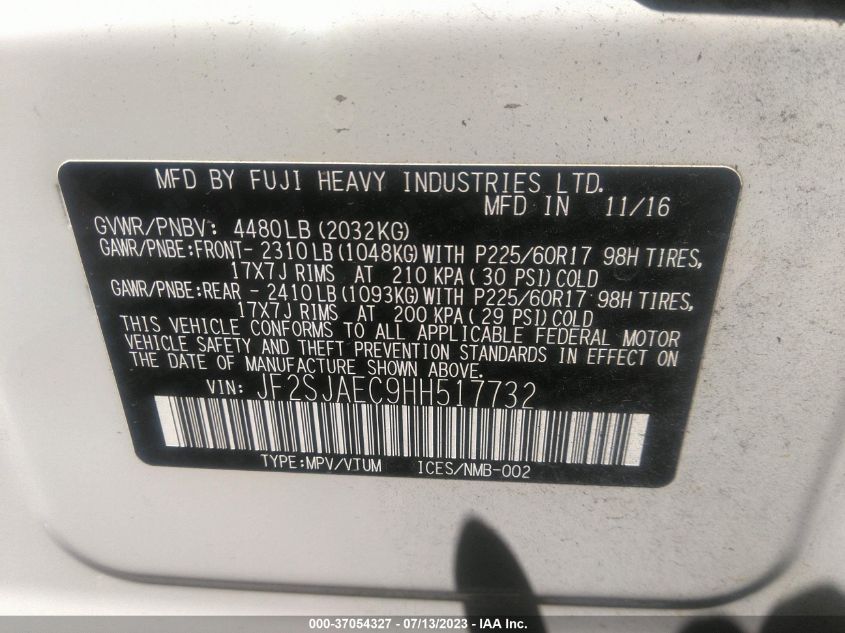 MFD BY FUJI HEAVY INDUSTRIES LTD.
MFD IN 11/16
GVWR/PNBV: 4480LB (2032KG)
GAWR/PNBE:FRONT- 2310 LB (1048KG) WITH P225/60R17 98H TIRES,
17X7J RIMS AT 210 KPA ( 30 PSI) COLD
GAWR/PNBE:REAR - 2410 LB (1093KG) WITH P225/60R17 98H TIRES,
17X7J RIMS AT 200 KPA ( 29 PSI) COLD
THIS VEHICLE CONFORMS TO ALL APPLICABLE FEDERAL MOTOR
VEHICLE SAFETY AND THEFT PREVENTION STANDARDS IN EFFECT ON
THE DATE OF MANUFACTURE SHOWN ABOVE.
VIN: JF2SJAEC9HH517732
TYPE:MPV/VTUM ICES/NMB-002
000-37054327 - 07/13/2023 - © IAA Inc.